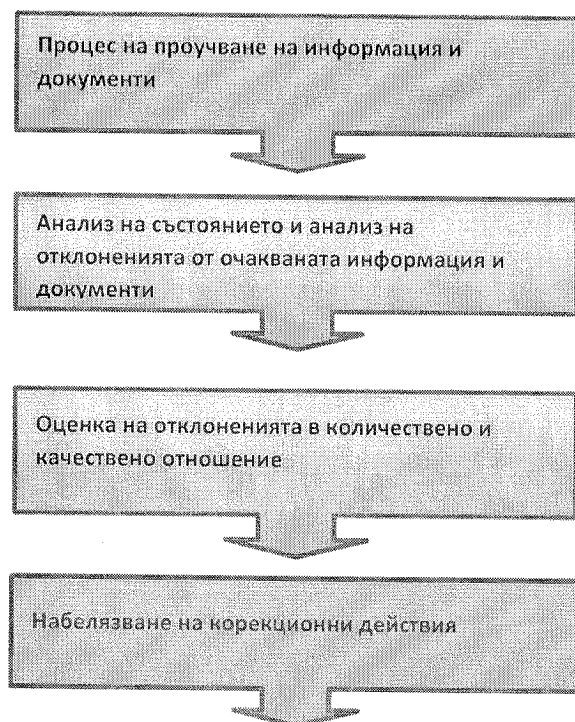 Процес на проучване на информация и
документи
Анализ на състоянието и анализ на
отклоненията от очакваната информация и
документи
Оценка на отклоненията в количествено и
качествено отношение
Набелязване на корекционни действия